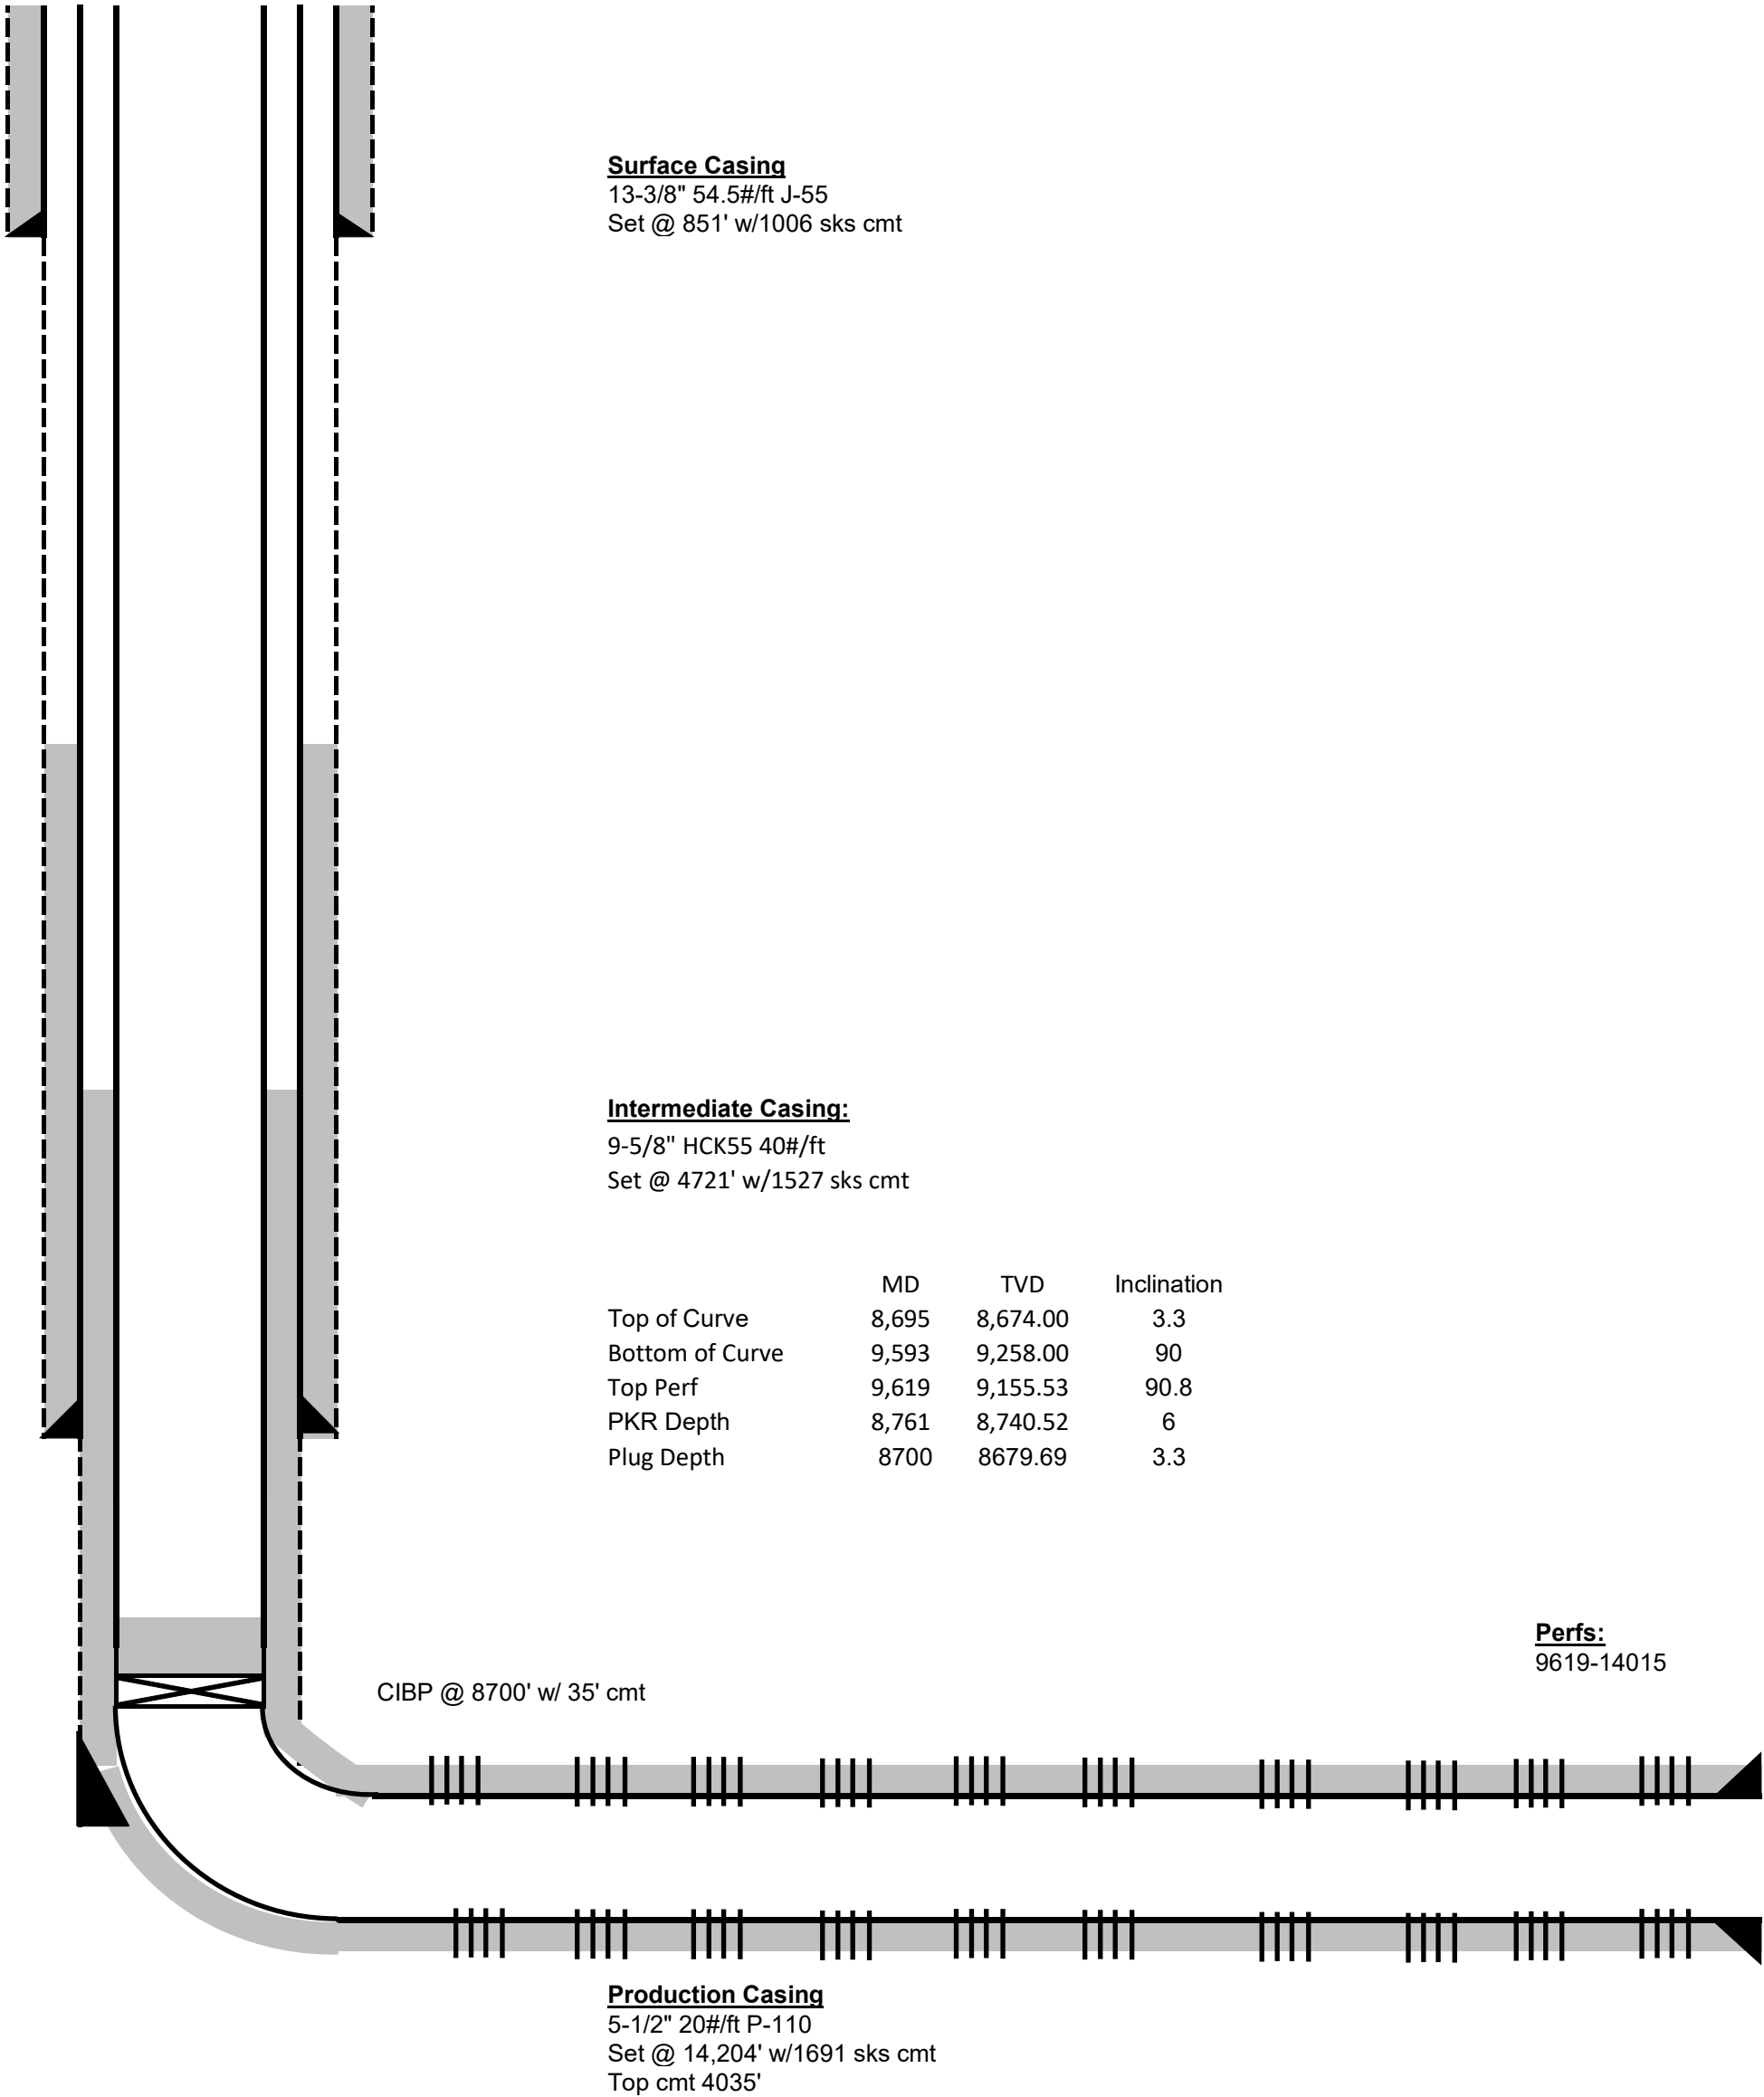 Surface Casing
13-3/8" 54.5#/ft J-55
Set @ 851' w/1006 sks cmt
Intermediate Casing:
9-5/8" HCK55 40#/ft
Set @ 4721' w/1527 sks cmt
MD TVD Inclination
Top of Curve 8,695 8,674.00 3.3
Bottom of Curve 9,593 9,258.00 90
Top Perf 9,619 9,155.53 90.8
PKR Depth 8,761 8,740.52 6
Plug Depth 8700 8679.69 3.3
Perfs:
9619-14015
CIBP @ 8700' w/ 35' cmt
Production Casing
5-1/2" 20#/ft P-110
Set @ 14,204' w/1691 sks cmt
Top cmt 4035'